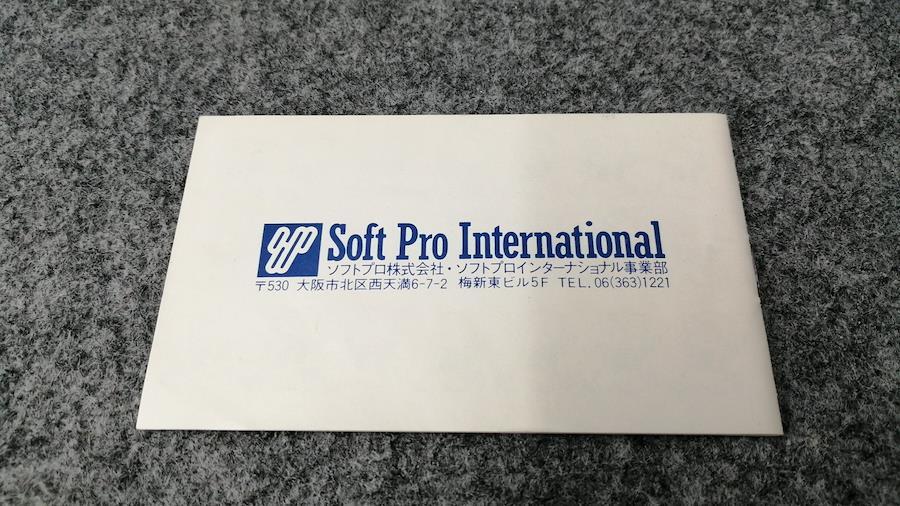 Soft Pro International
ソフトプロ株式会社・ソフトプロインターナショナル事業部
〒530 大阪市北区西天満6-7-2 梅新東ビル5F TEL. 06(363)1221